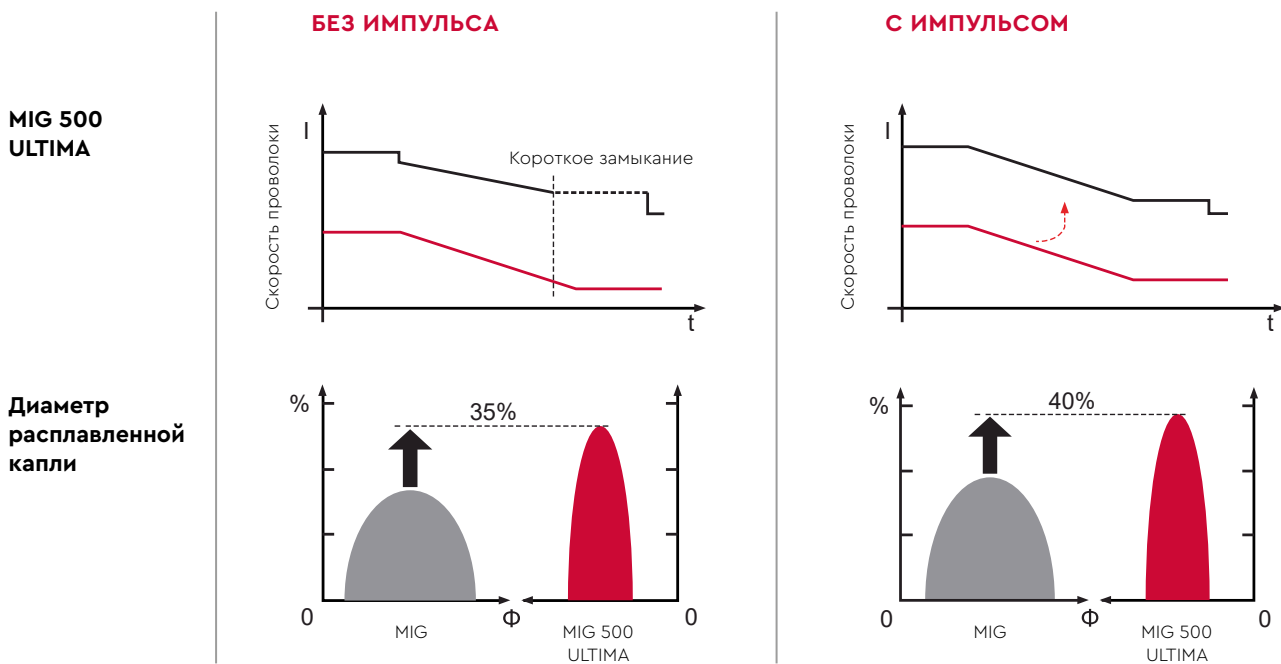 БЕЗ ИМПУЛЬСА
С ИМПУЛЬСОМ
MIG 500
ULTIMA
I
Скорость проволоки
Короткое замыкание
t
I
Скорость проволоки
t
Диаметр
расплавленной
капли
%
35%
0
MIG
Φ
MIG 500
ULTIMA
0
%
40%
0
MIG
Φ
MIG 500
ULTIMA
0